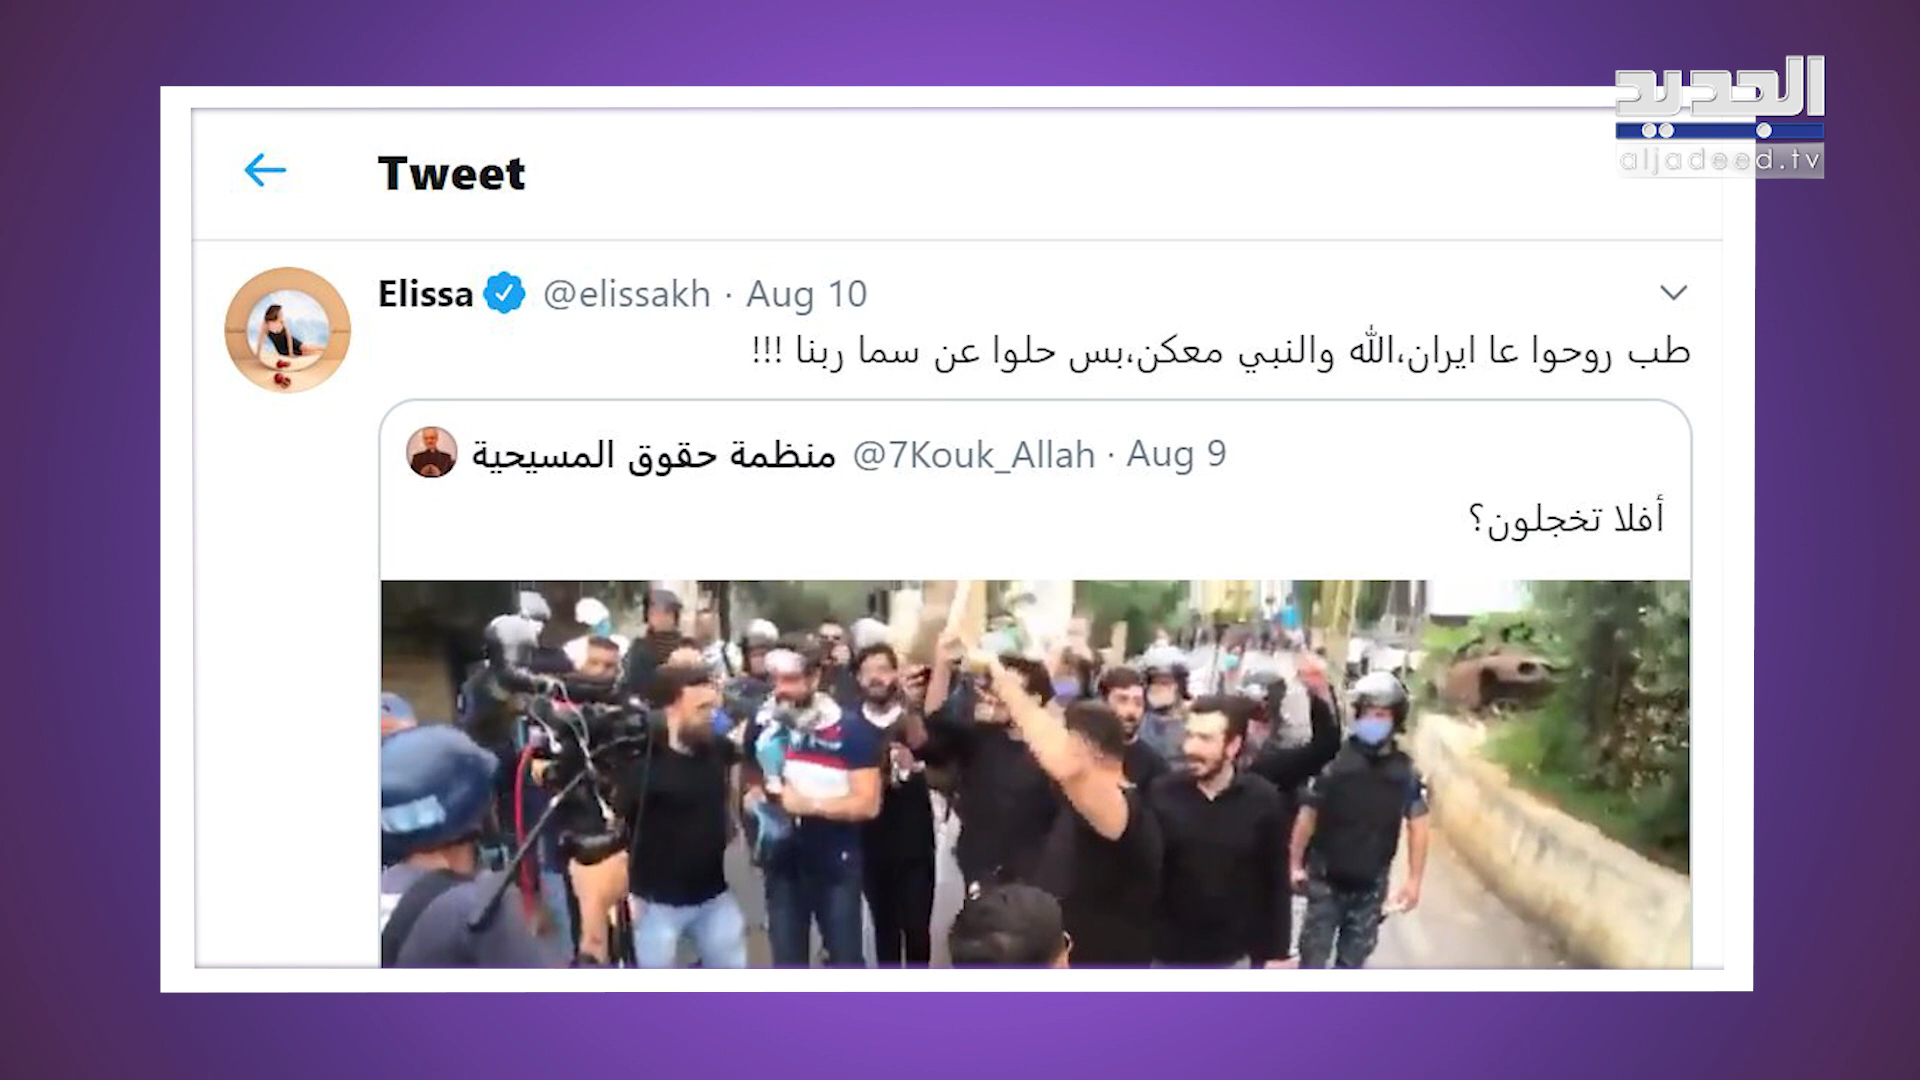 الجديد
aljadeed.tv
Tweet
Elissa @elissakh · Aug 10
طب روحوا عا ايران،الله والنبي معكن،بس حلوا عن سما ربنا !!!
منظمة حقوق المسيحية @7Kouk_Allah · Aug 9
أفلا تخجلون؟